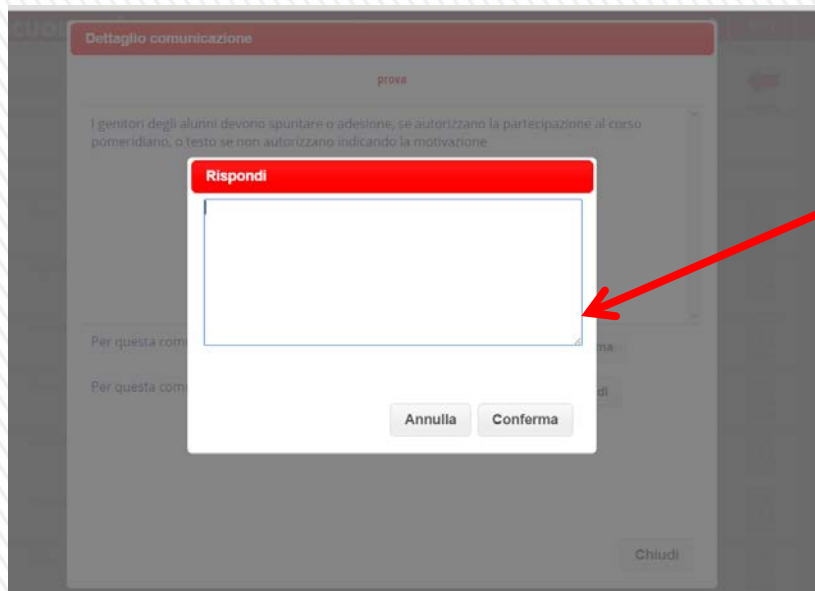 Dettaglio comunicazione
prova
I genitori degli alunni devono spuntare o adesione, se autorizzano la partecipazione al corso
pomeridiano, o testo se non autorizzano indicando la motivazione
Rispondi
Per questa com
Per questa com
Annulla Conferma
Chiudi